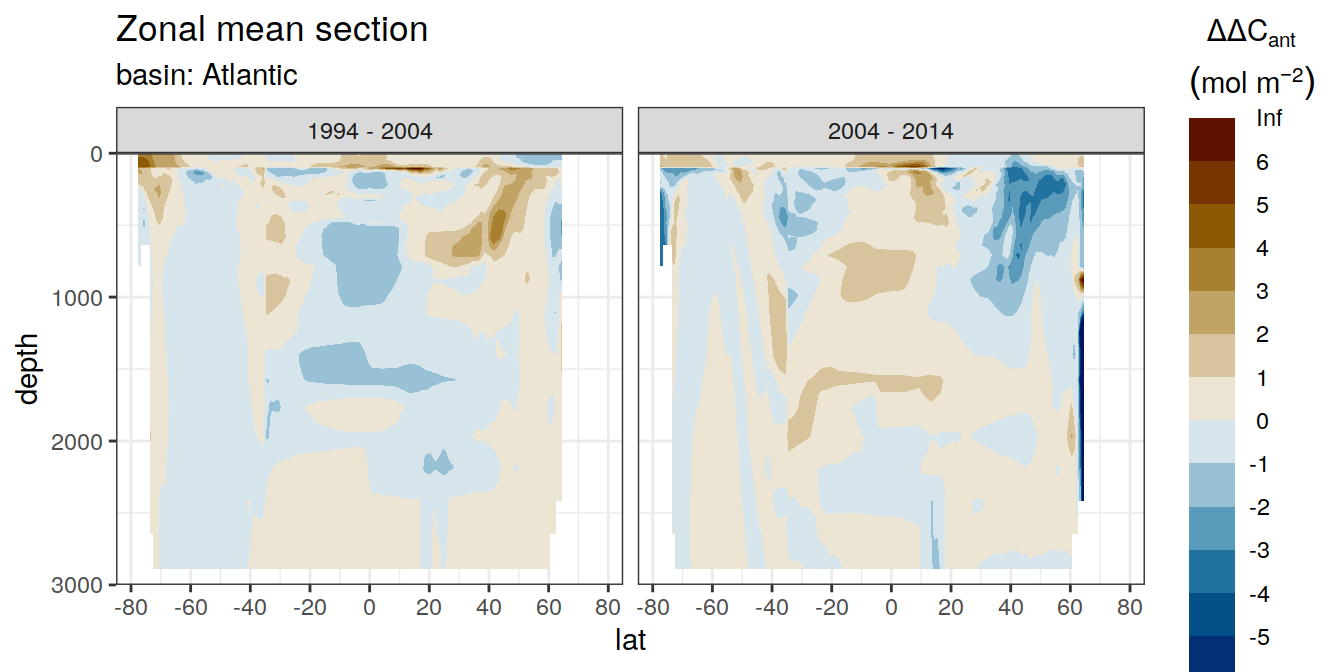 Zonal mean section
basin: Atlantic
1994 - 2004
2004 - 2014
0
1000
2000
3000
depth
-80 -60 -40 -20 0 20 40 60 80
-80 -60 -40 -20 0 20 40 60 80
lat
ΔΔCant
(mol m−2)
Inf
6
5
4
3
2
1
0
-1
-2
-3
-4
-5